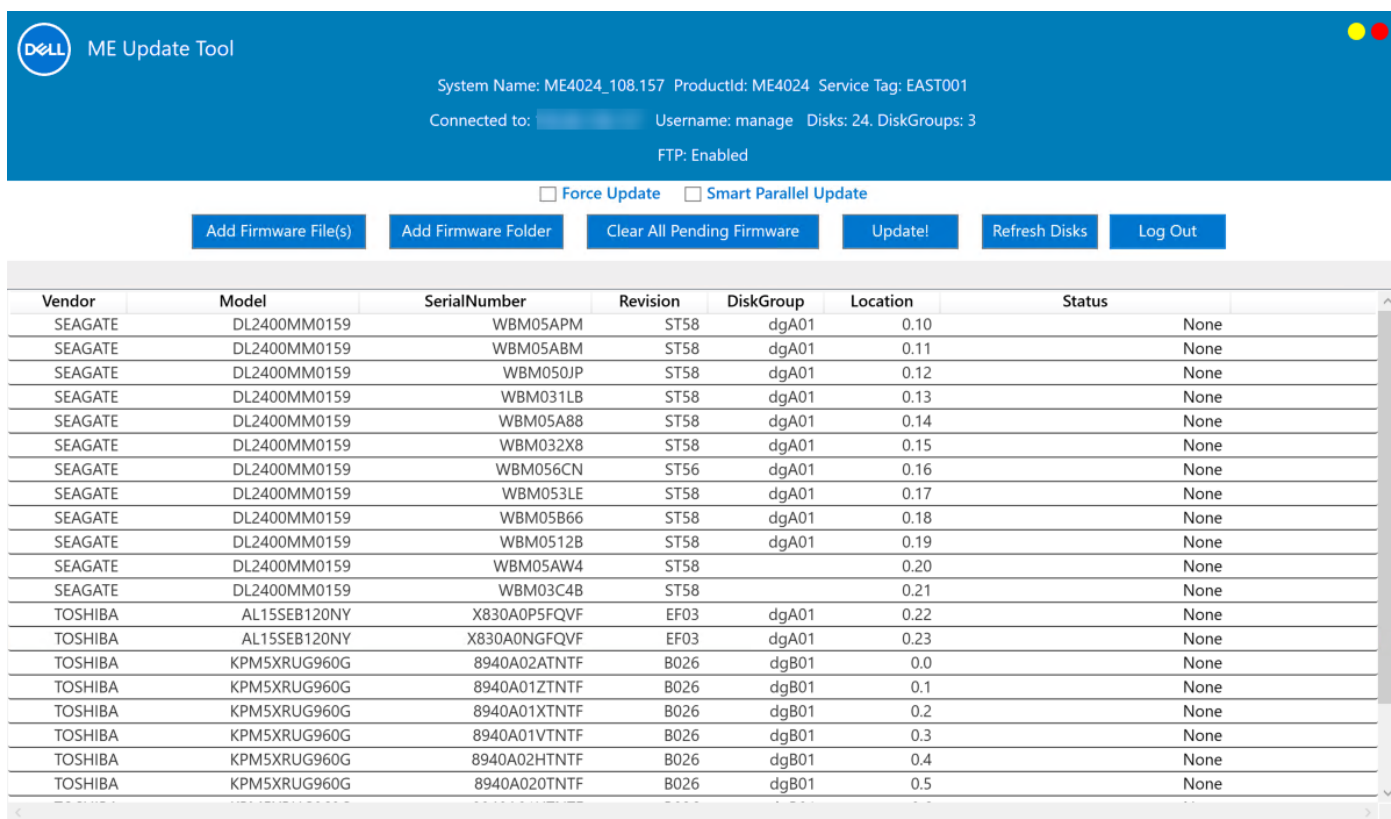 DELL ME Update Tool
System Name: ME4024_108.157 ProductId: ME4024 Service Tag: EAST001
Connected to: Username: manage Disks: 24. DiskGroups: 3
FTP: Enabled
Force Update Smart Parallel Update
Add Firmware File(s) Add Firmware Folder Clear All Pending Firmware Update! Refresh Disks Log Out
Vendor Model SerialNumber Revision DiskGroup Location Status
SEAGATE DL2400MM0159 WBM05APM ST58 dgA01 0.10 None
SEAGATE DL2400MM0159 WBM05ABM ST58 dgA01 0.11 None
SEAGATE DL2400MM0159 WBM050JP ST58 dgA01 0.12 None
SEAGATE DL2400MM0159 WBM031LB ST58 dgA01 0.13 None
SEAGATE DL2400MM0159 WBM05A88 ST58 dgA01 0.14 None
SEAGATE DL2400MM0159 WBM032X8 ST58 dgA01 0.15 None
SEAGATE DL2400MM0159 WBM056CN ST56 dgA01 0.16 None
SEAGATE DL2400MM0159 WBM053LE ST58 dgA01 0.17 None
SEAGATE DL2400MM0159 WBM05B66 ST58 dgA01 0.18 None
SEAGATE DL2400MM0159 WBM0512B ST58 dgA01 0.19 None
SEAGATE DL2400MM0159 WBM05AW4 ST58 0.20 None
SEAGATE DL2400MM0159 WBM03C4B ST58 0.21 None
TOSHIBA AL15SEB120NY X830A0P5FQVF EF03 dgA01 0.22 None
TOSHIBA AL15SEB120NY X830A0NGFQVF EF03 dgA01 0.23 None
TOSHIBA KPM5XRUG960G 8940A02ATNTF B026 dgB01 0.0 None
TOSHIBA KPM5XRUG960G 8940A01ZTNTF B026 dgB01 0.1 None
TOSHIBA KPM5XRUG960G 8940A01XTNTF B026 dgB01 0.2 None
TOSHIBA KPM5XRUG960G 8940A01VTNTF B026 dgB01 0.3 None
TOSHIBA KPM5XRUG960G 8940A02HTNTF B026 dgB01 0.4 None
TOSHIBA KPM5XRUG960G 8940A020TNTF B026 dgB01 0.5 None